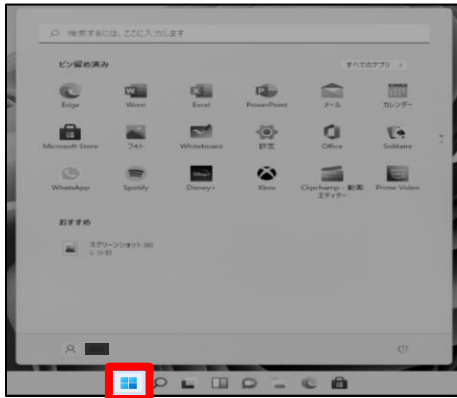 検索するには、ここに入力します
ピン留め済み
すべてのアプリ >
Edge Word Excel PowerPoint メール カレンダー
Microsoft Store フォト Whiteboard 設定 Office Solitaire
WhatsApp Spotify Disney+ Xbox Clipchamp - 動画 Prime Video
エディター
おすすめ
スクリーンショット